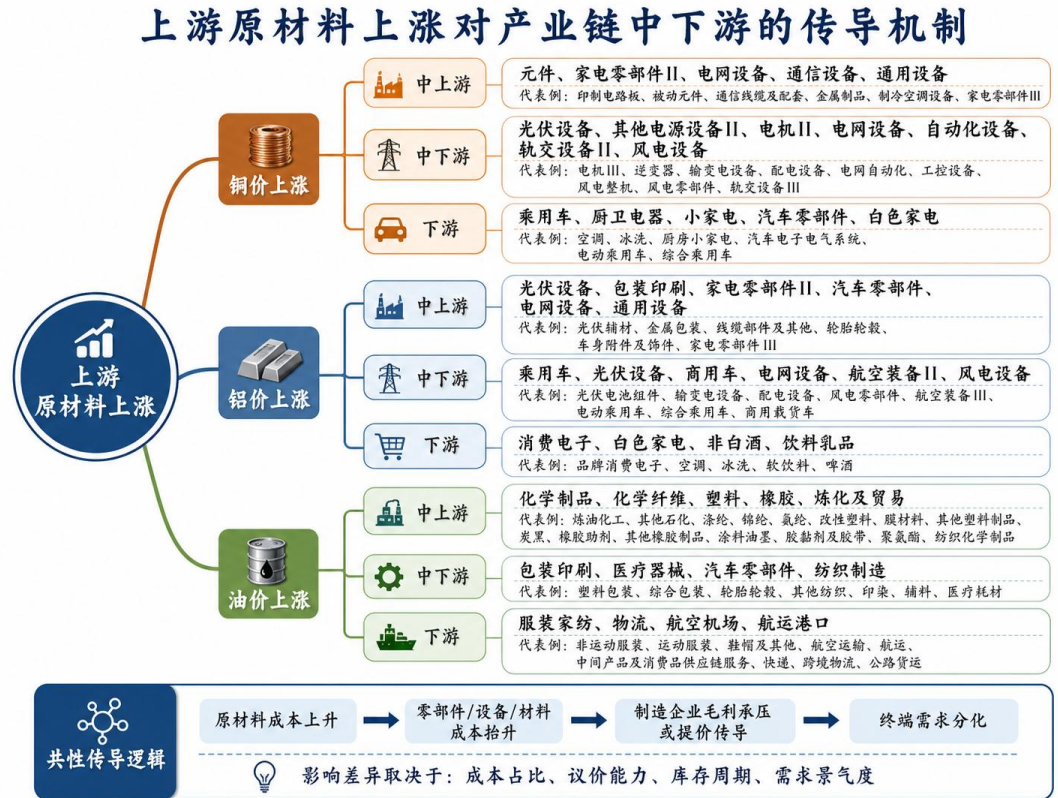 上游原材料上涨对产业链中下游的传导机制
上游
原材料上涨
铜价上涨
中上游
元件、家电零部件II、电网设备、通信设备、通用设备
代表例：印制电路板、被动元件、通信线缆及配套、金属制品、制冷空调设备、家电零部件III
中下游
光伏设备、其他电源设备II、电机II、电网设备、自动化设备、
轨交设备II、风电设备
代表例：电机III、逆变器、输变电设备、配电设备、电网自动化、工控设备、
风电整机、风电零部件、轨交设备III
下游
乘用车、厨卫电器、小家电、汽车零部件、白色家电
代表例：空调、冰洗、厨房小家电、汽车电子电气系统、
电动乘用车、综合乘用车
铝价上涨
中上游
光伏设备、包装印刷、家电零部件II、汽车零部件、
电网设备、通用设备
代表例：光伏辅材、金属包装、线缆部件及其他、轮胎轮毂、
车身附件及饰件、家电零部件III
中下游
乘用车、光伏设备、商用车、电网设备、航空装备II、风电设备
代表例：光伏电池组件、输变电设备、配电设备、风电零部件、航空装备III、
电动乘用车、综合乘用车、商用载货车
下游
消费电子、白色家电、非白酒、饮料乳品
代表例：品牌消费电子、空调、冰洗、软饮料、啤酒
油价上涨
中上游
化学制品、化学纤维、塑料、橡胶、炼化及贸易
代表例：炼油化工、其他石化、涤纶、锦纶、氨纶、改性塑料、膜材料、其他塑料制品、
炭黑、橡胶助剂、其他橡胶制品、涂料油墨、胶黏剂及胶带、聚氨酯、纺织化学制品
中下游
包装印刷、医疗器械、汽车零部件、纺织制造
代表例：塑料包装、综合包装、轮胎轮毂、其他纺织、印染、辅料、医疗耗材
下游
服装家纺、物流、航空机场、航运港口
代表例：非运动服装、运动服装、鞋帽及其他、航空运输、航运、
中间产品及消费品供应链服务、快递、跨境物流、公路货运
共性传导逻辑
原材料成本上升
零部件/设备/材料
成本抬升
制造企业毛利承压
或提价传导
终端需求分化
影响差异取决于：成本占比、议价能力、库存周期、需求景气度